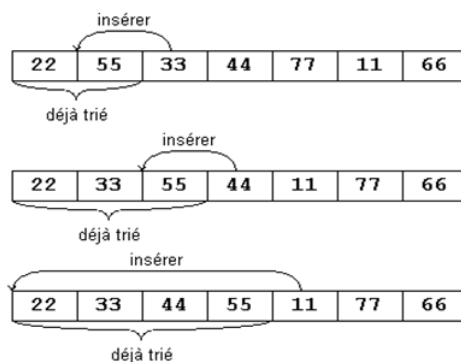 insérer
22 55 33 44 77 11 66
déjà trié
insérer
22 33 55 44 11 77 66
déjà trié
insérer
22 33 44 55 11 77 66
déjà trié